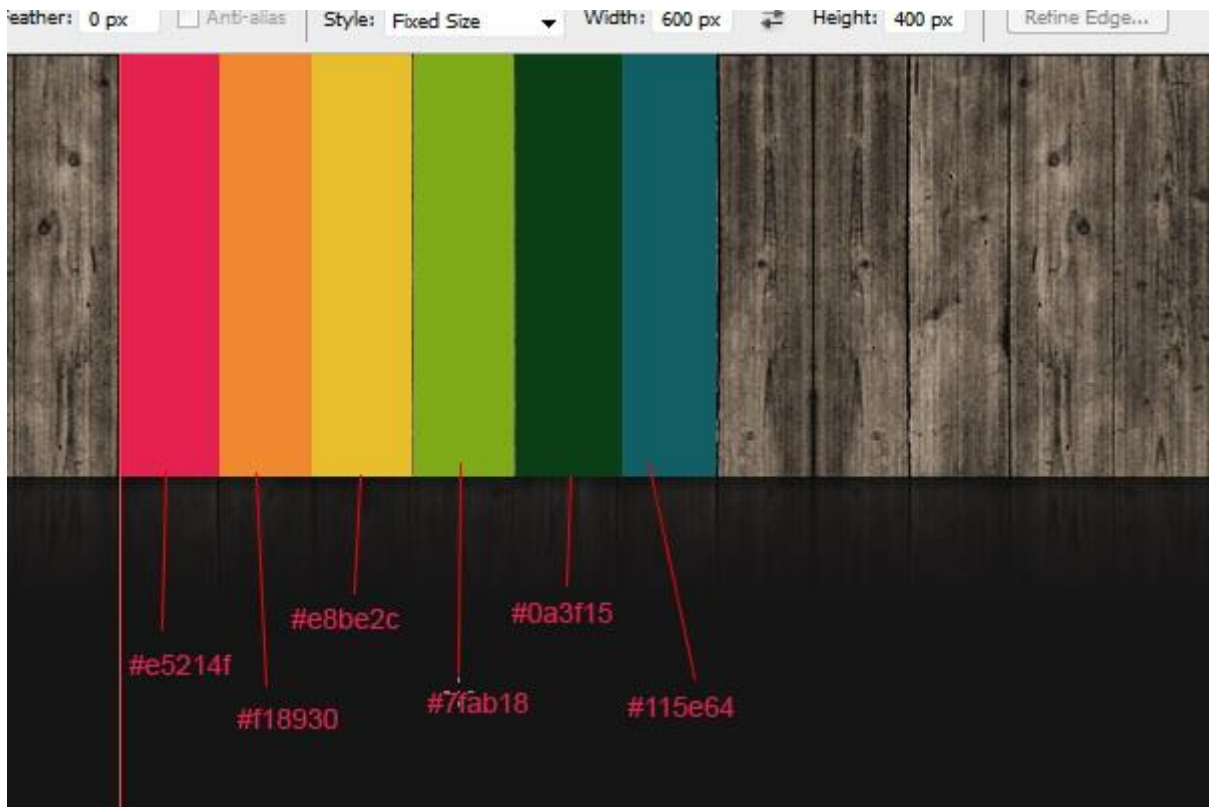 eather: 0 px Anti-alias Style: Fixed Size Width: 600 px Height: 400 px Refine Edge...
#e8be2c
#0a3f15
#e5214f
#7fab18
#115e64
#f18930